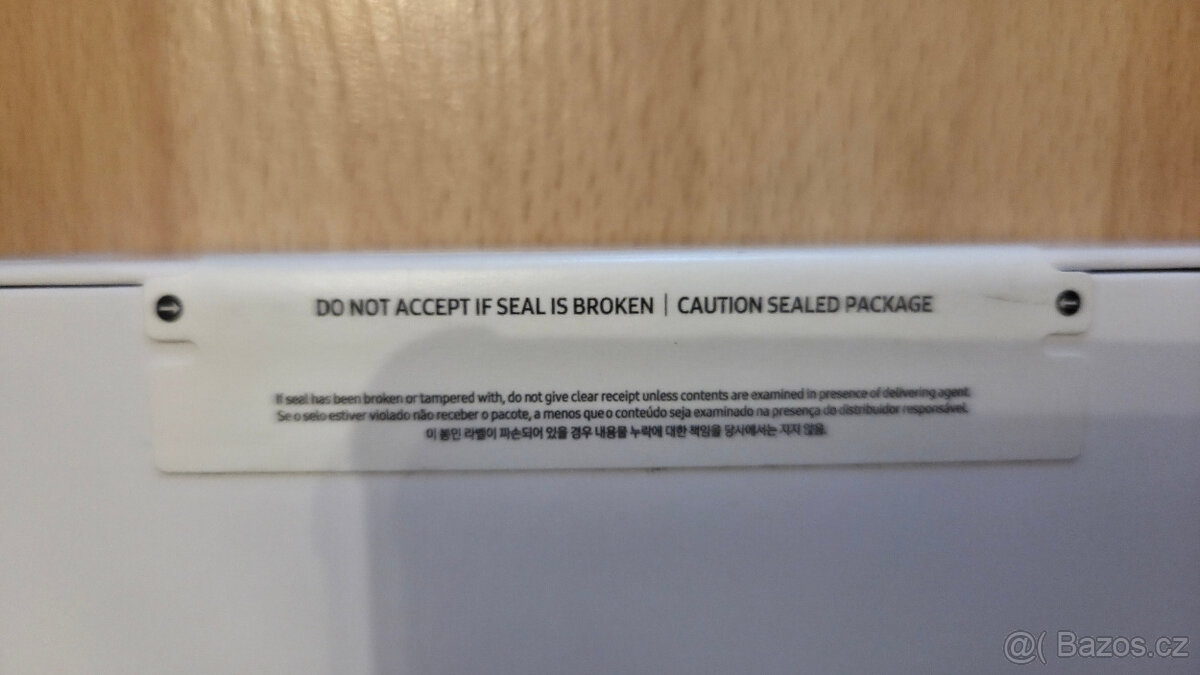 DO NOT ACCEPT IF SEAL IS BROKEN | CAUTION SEALED PACKAGE
If seal has been broken or tampered with, do not give clear receipt unless contents are examined in presence of delivering agent.
Se o selo estiver violado não receber o pacote, a menos que o conteúdo seja examinado na presença do distribuidor responsável.
이 봉인 라벨이 파손되어 있을 경우 내용물 누락에 대한 책임을 당사에서는 지지 않음.
@( Bazos.cz